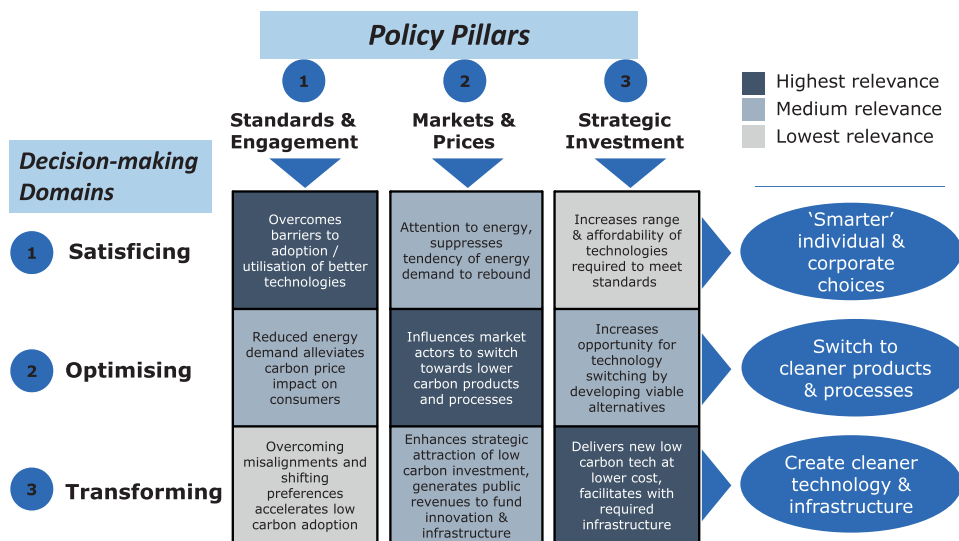 Policy Pillars
1
2
3
Standards &
Engagement
Markets &
Prices
Strategic
Investment
Highest relevance
Medium relevance
Lowest relevance
Decision-making
Domains
1
Satisficing
Overcomes
barriers to
adoption /
utilisation of better
technologies
Attention to energy,
suppresses
tendency of energy
demand to rebound
Increases range
& affordability of
technologies
required to meet
standards
‘Smarter’
individual &
corporate
choices
2
Optimising
Reduced energy
demand alleviates
carbon price
impact on
consumers
Influences market
actors to switch
towards lower
carbon products
and processes
Increases
opportunity for
technology
switching by
developing viable
alternatives
Switch to
cleaner products
& processes
3
Transforming
Overcoming
misalignments and
shifting
preferences
accelerates low
carbon adoption
Enhances strategic
attraction of low
carbon investment,
generates public
revenues to fund
innovation &
infrastructure
Delivers new low
carbon tech at
lower cost,
facilitates with
required
infrastructure
Create cleaner
technology &
infrastructure